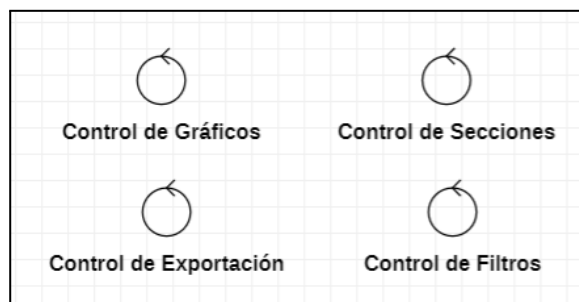 Control de Gráficos
Control de Secciones
Control de Exportación
Control de Filtros